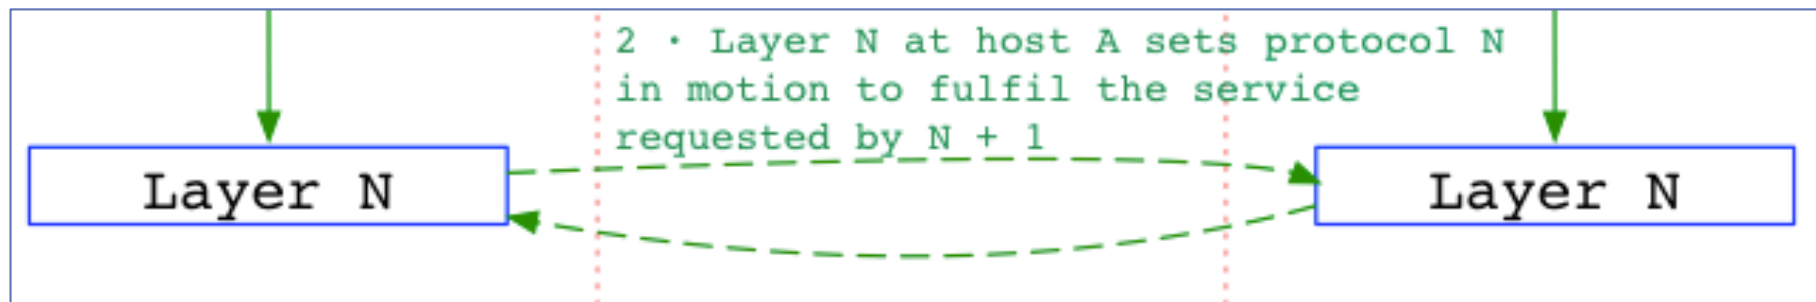 2 · Layer N at host A sets protocol N
in motion to fulfil the service
requested by N + 1
Layer N
Layer N